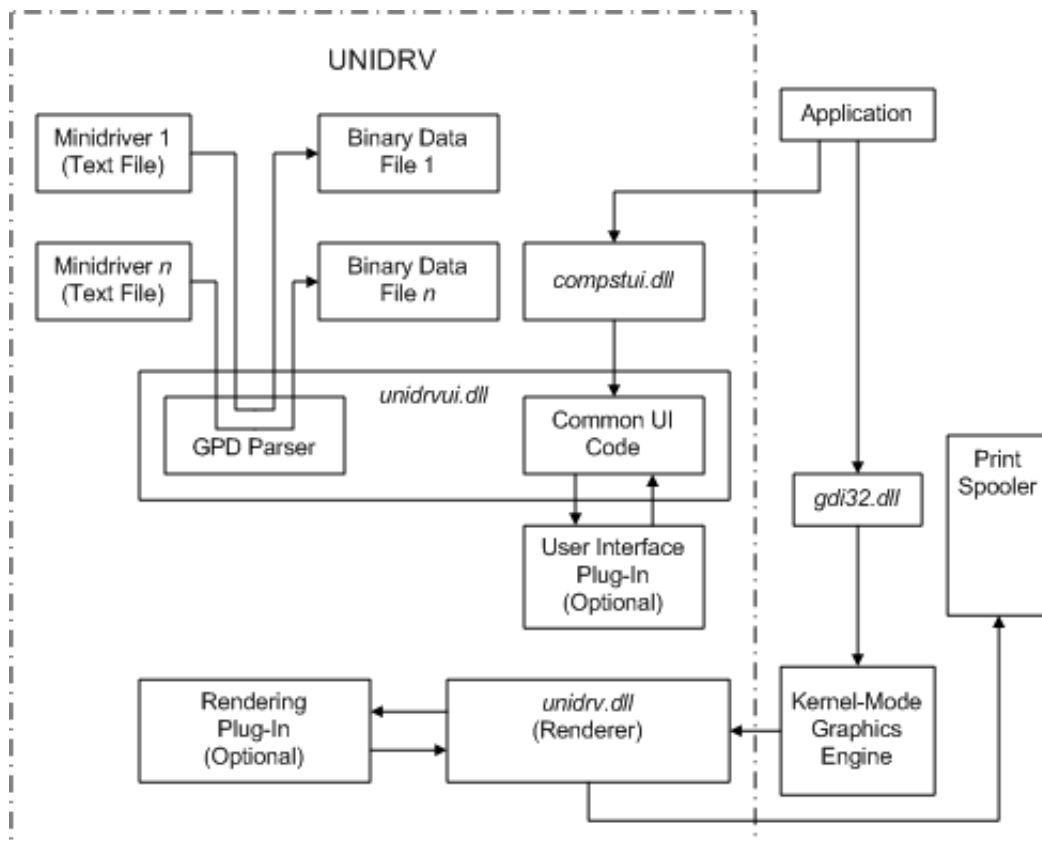 UNIDRV
Minidriver 1
(Text File)
Binary Data
File 1
Application
Minidriver n
(Text File)
Binary Data
File n
compstui.dll
unidrvui.dll
GPD Parser
Common UI
Code
Print
Spooler
gdi32.dll
User Interface
Plug-In
(Optional)
Rendering
Plug-In
(Optional)
unidrv.dll
(Renderer)
Kernel-Mode
Graphics
Engine